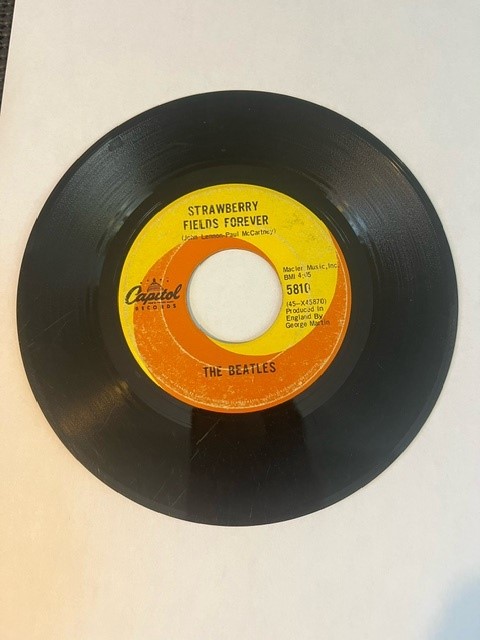 STRAWBERRY
FIELDS FOREVER
(John Lennon-Paul McCartney)
Maclen Music, Inc.
BMI 4:05
5810
(45-X45870)
Produced in
England By
George Martin
Capitol
RECORDS
THE BEATLES